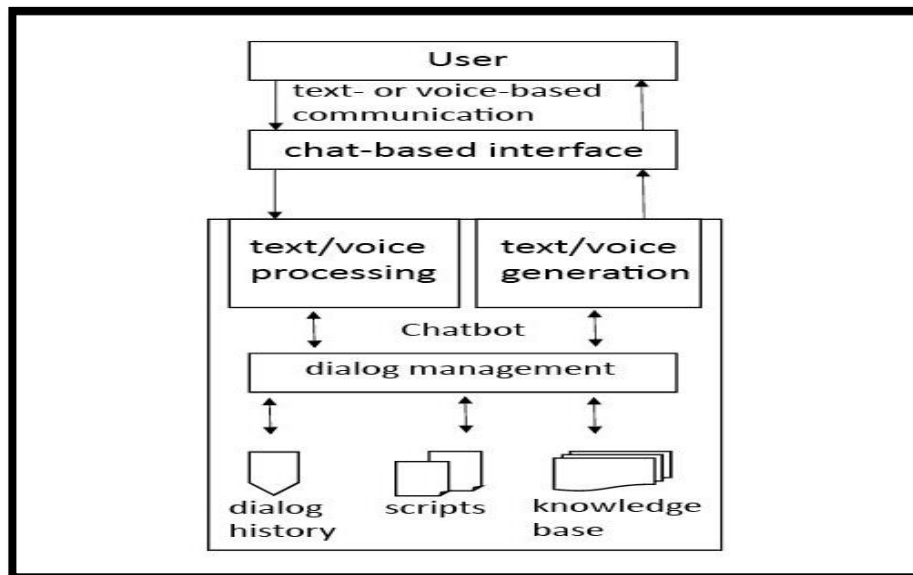 User
text- or voice-based
communication
chat-based interface
text/voice
processing
text/voice
generation
Chatbot
dialog management
dialog
history
scripts
knowledge
base